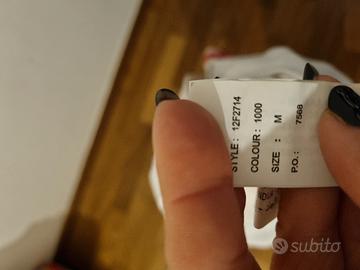 STYLE : 12F2714
COLOUR : 1000
SIZE : M
P.O. : 7568
subito